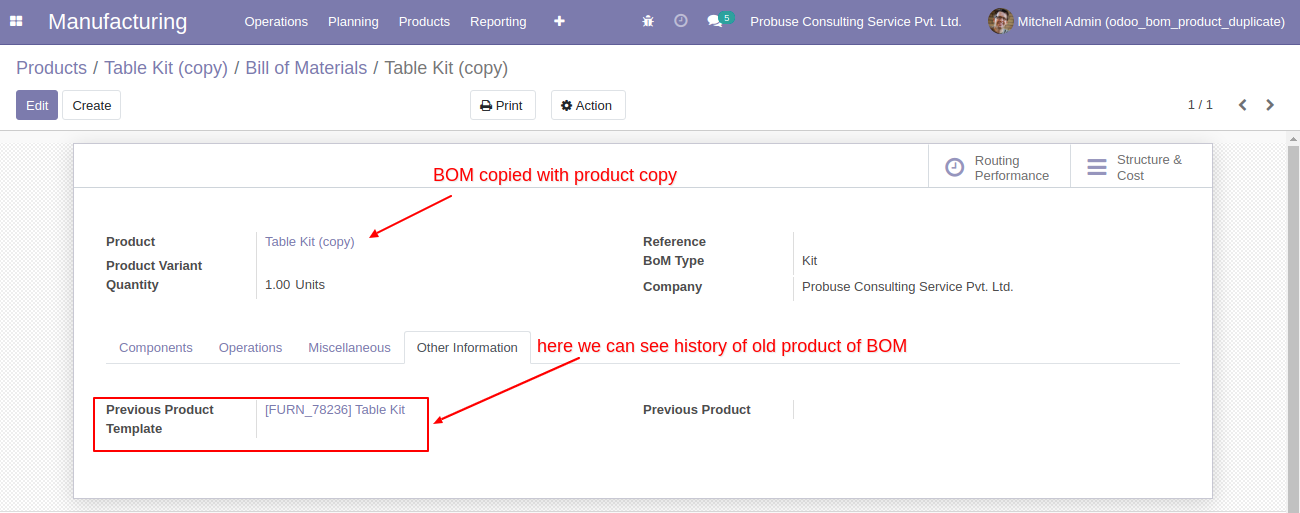 Manufacturing Operations Planning Products Reporting 5 Probuse Consulting Service Pvt. Ltd. Mitchell Admin (odoo_bom_product_duplicate)
Products / Table Kit (copy) / Bill of Materials / Table Kit (copy)
Edit Create Print Action 1 / 1
BOM copied with product copy
Routing Performance
Structure & Cost
Product Table Kit (copy)
Product Variant
Quantity 1.00 Units
Reference
BoM Type Kit
Company Probuse Consulting Service Pvt. Ltd.
Components Operations Miscellaneous Other Information
here we can see history of old product of BOM
Previous Product [FURN_78236] Table Kit
Template
Previous Product